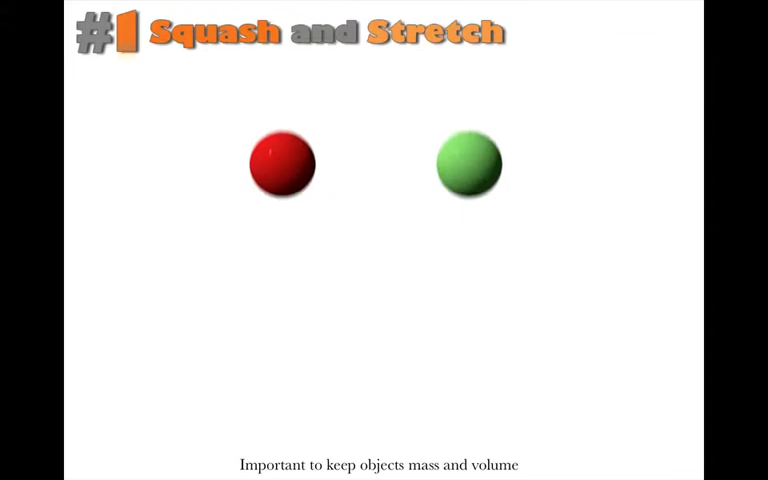 #1 Squash and Stretch
Important to keep objects mass and volume